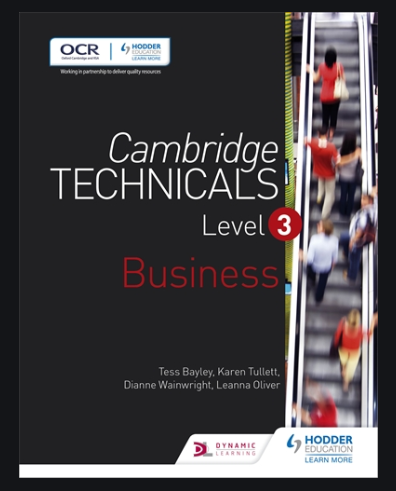 OCR
Oxford Cambridge and RSA
HODDER
EDUCATION
LEARN MORE
Working in partnership to deliver quality resources
Cambridge
TECHNICALS
Level 3
Business
Tess Bayley, Karen Tullett,
Dianne Wainwright, Leanna Oliver
DL DYNAMIC
LEARNING
HODDER
EDUCATION
LEARN MORE